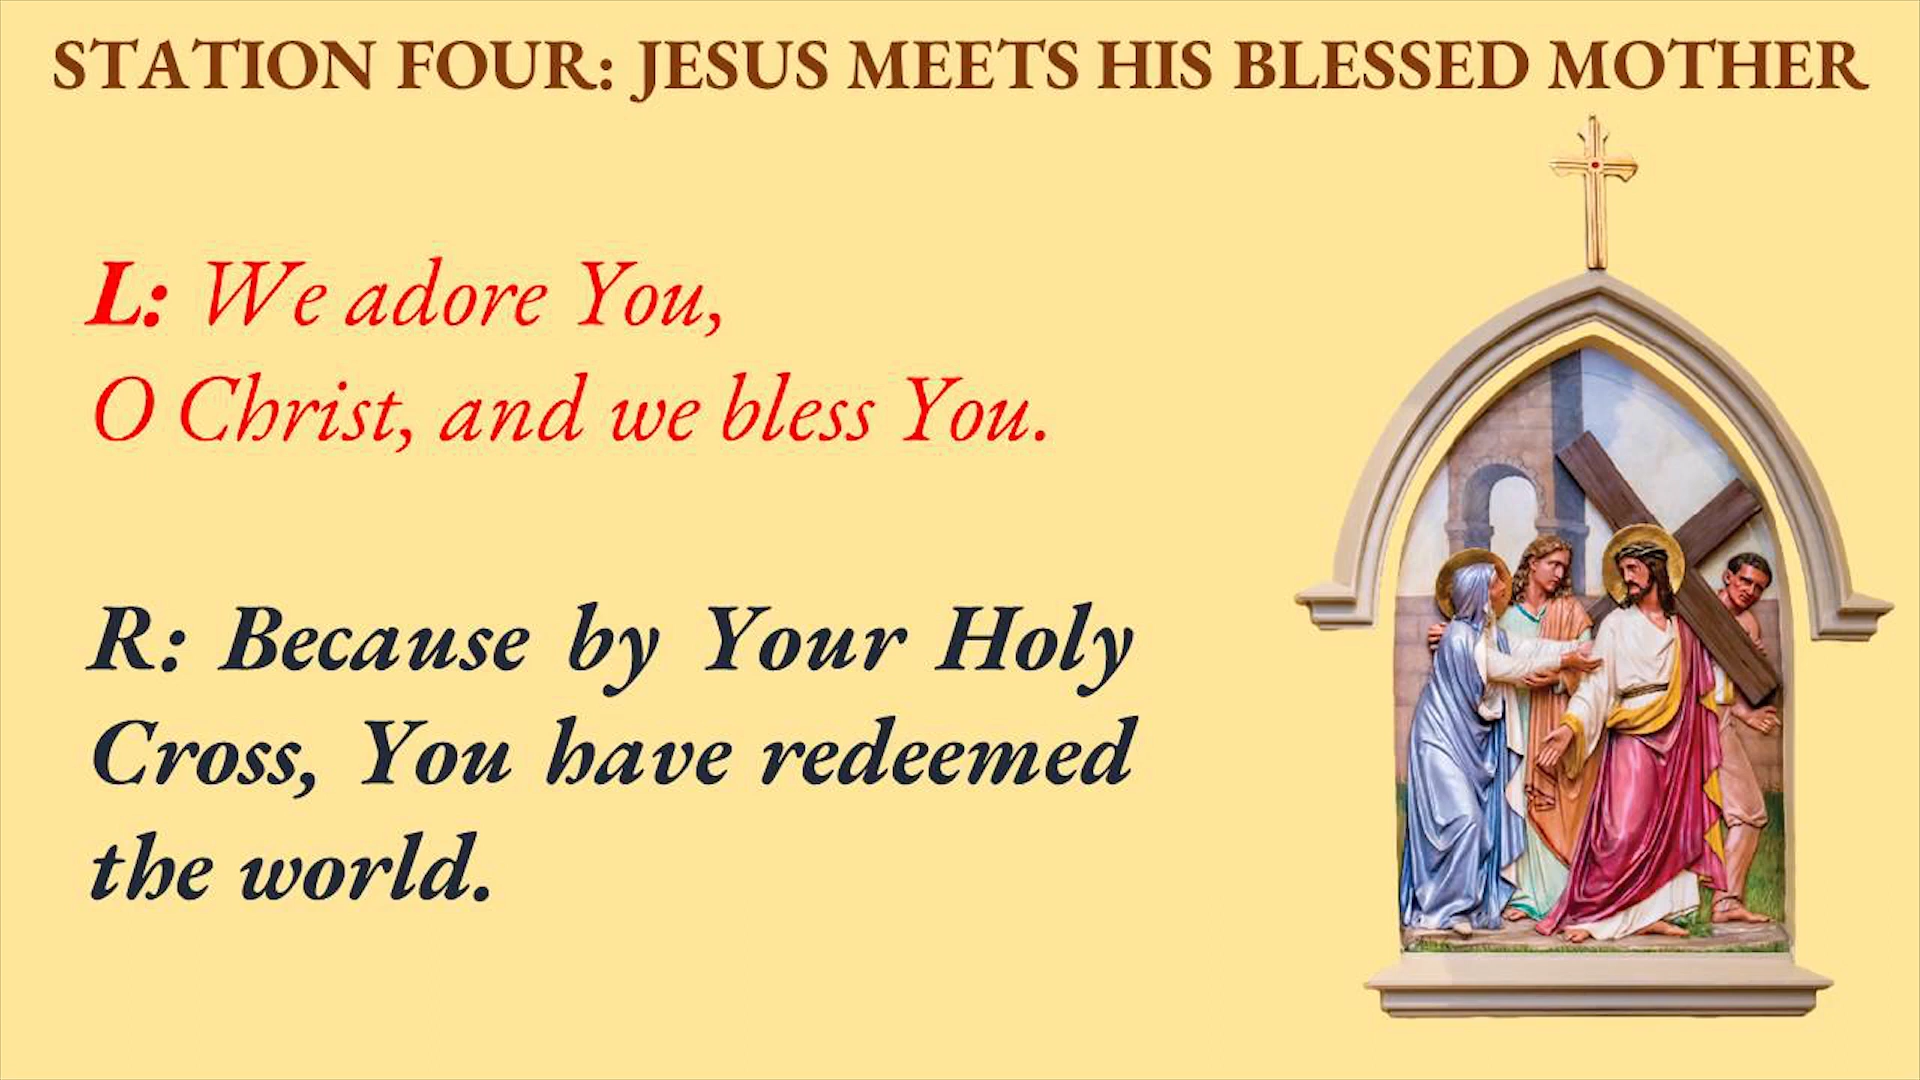 STATION FOUR: JESUS MEETS HIS BLESSED MOTHER
L: We adore You,
O Christ, and we bless You.
R: Because by Your Holy
Cross, You have redeemed
the world.